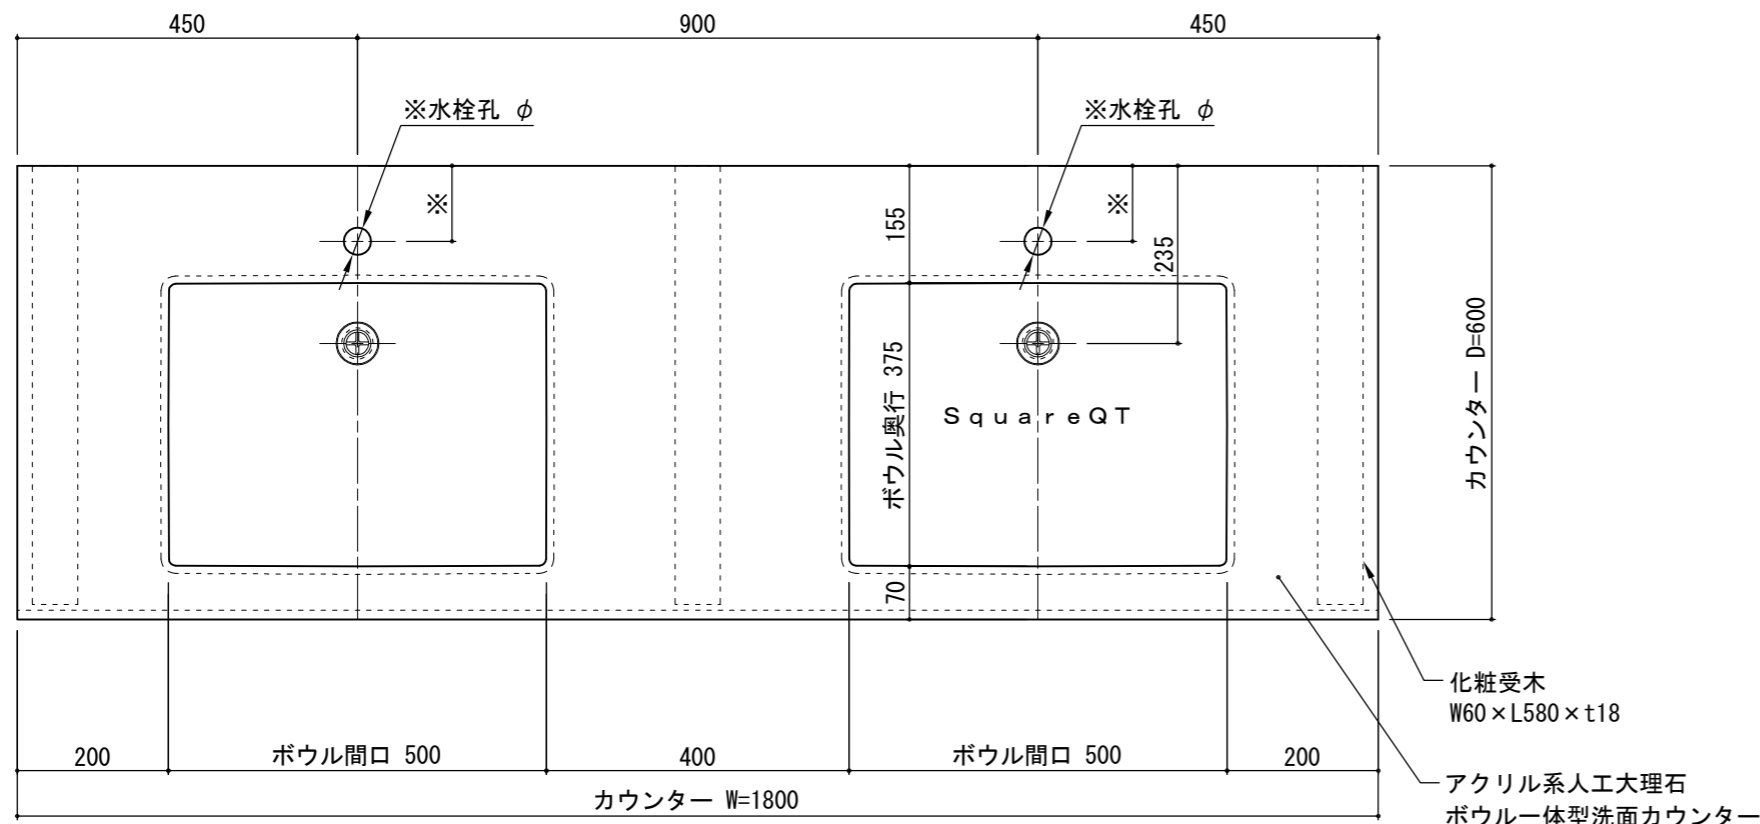 450
900
450
※水栓孔 φ
※水栓孔 φ
※
※
155
235
ボウル奥行 375
SquareQT
カウンター D=600
70
化粧受木
W60×L580×t18
200
ボウル間口 500
400
ボウル間口 500
200
カウンター W=1800
アクリル系人工大理石
ボウル一体型洗面カウンター